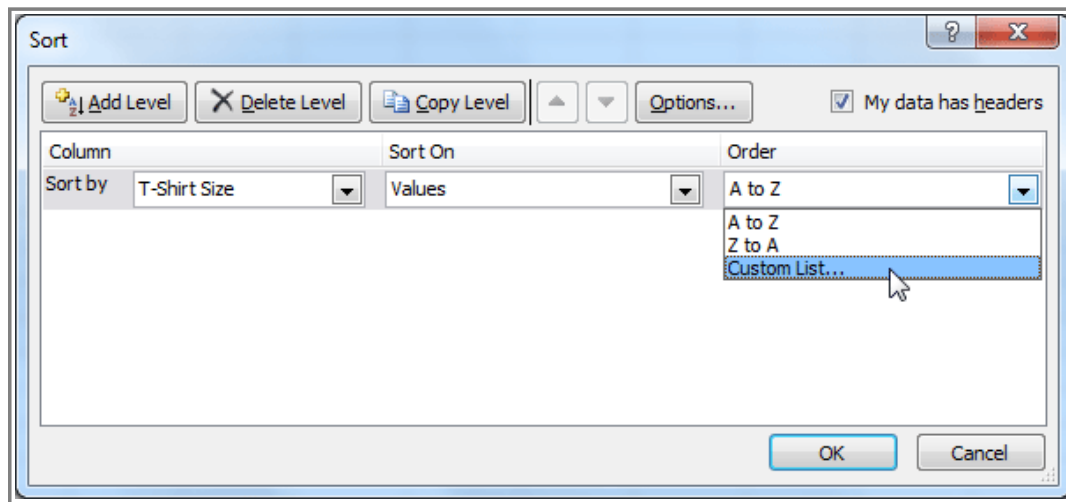 Sort
?
X
Add Level Delete Level Copy Level Options... My data has headers
Column Sort On Order
Sort by T-Shirt Size Values A to Z
A to Z
Z to A
Custom List...
OK Cancel